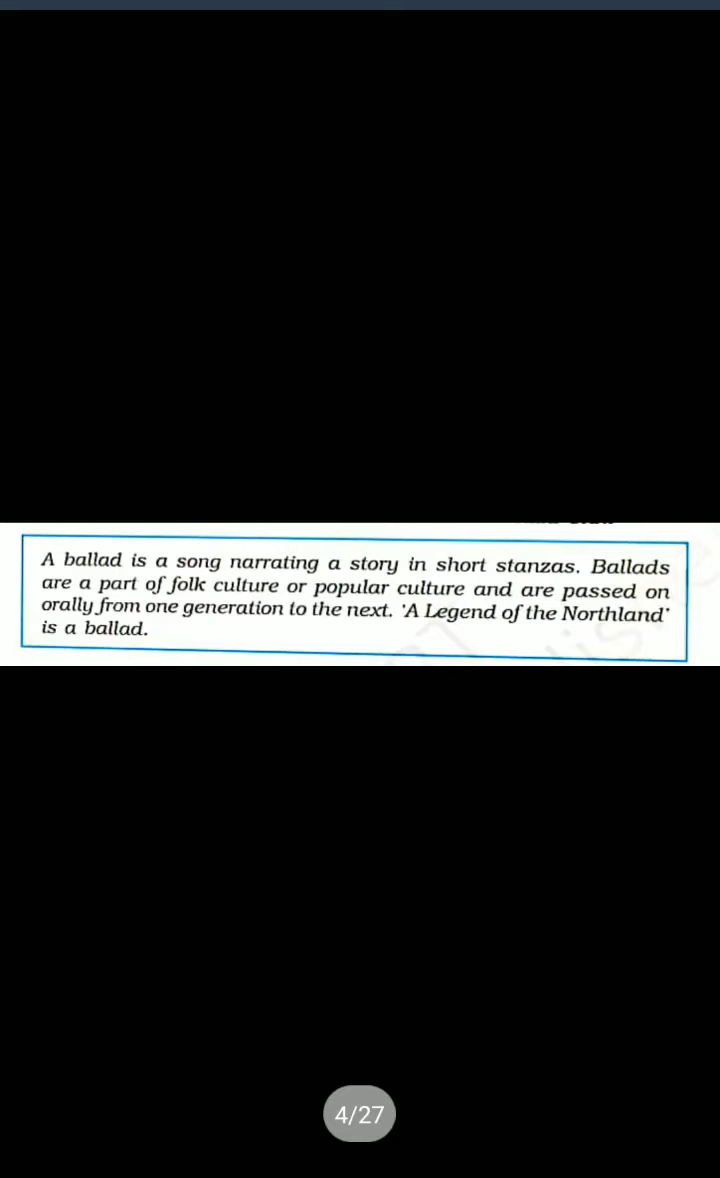 A ballad is a song narrating a story in short stanzas. Ballads
are a part of folk culture or popular culture and are passed on
orally from one generation to the next. 'A Legend of the Northland'
is a ballad.
4/27